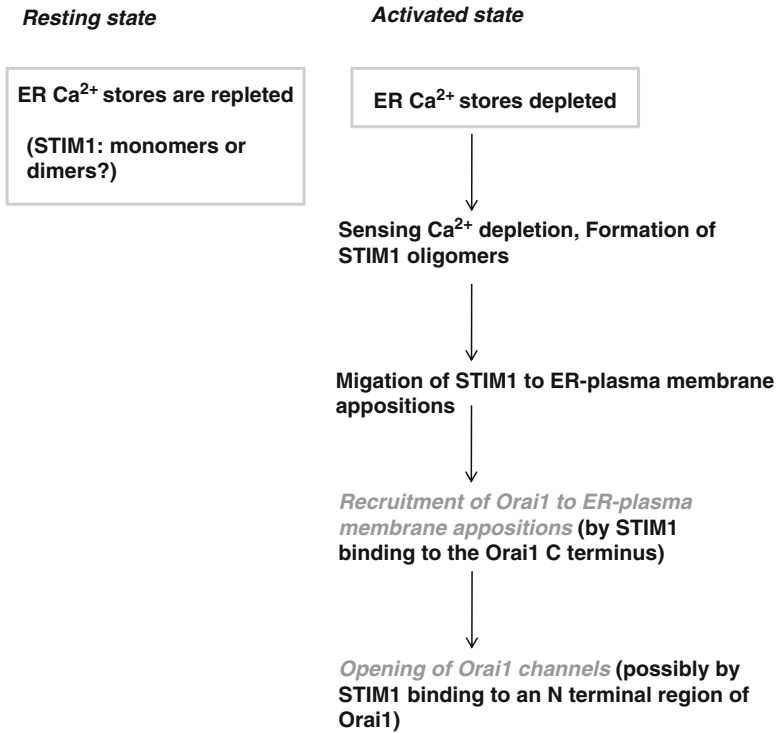 Resting state
Activated state
ER Ca²⁺ stores are repleted
(STIM1: monomers or
dimers?)
ER Ca²⁺ stores depleted
Sensing Ca²⁺ depletion, Formation of
STIM1 oligomers
Migation of STIM1 to ER-plasma membrane
appositions
Recruitment of Orai1 to ER-plasma
membrane appositions (by STIM1
binding to the Orai1 C terminus)
Opening of Orai1 channels (possibly by
STIM1 binding to an N terminal region of
Orai1)